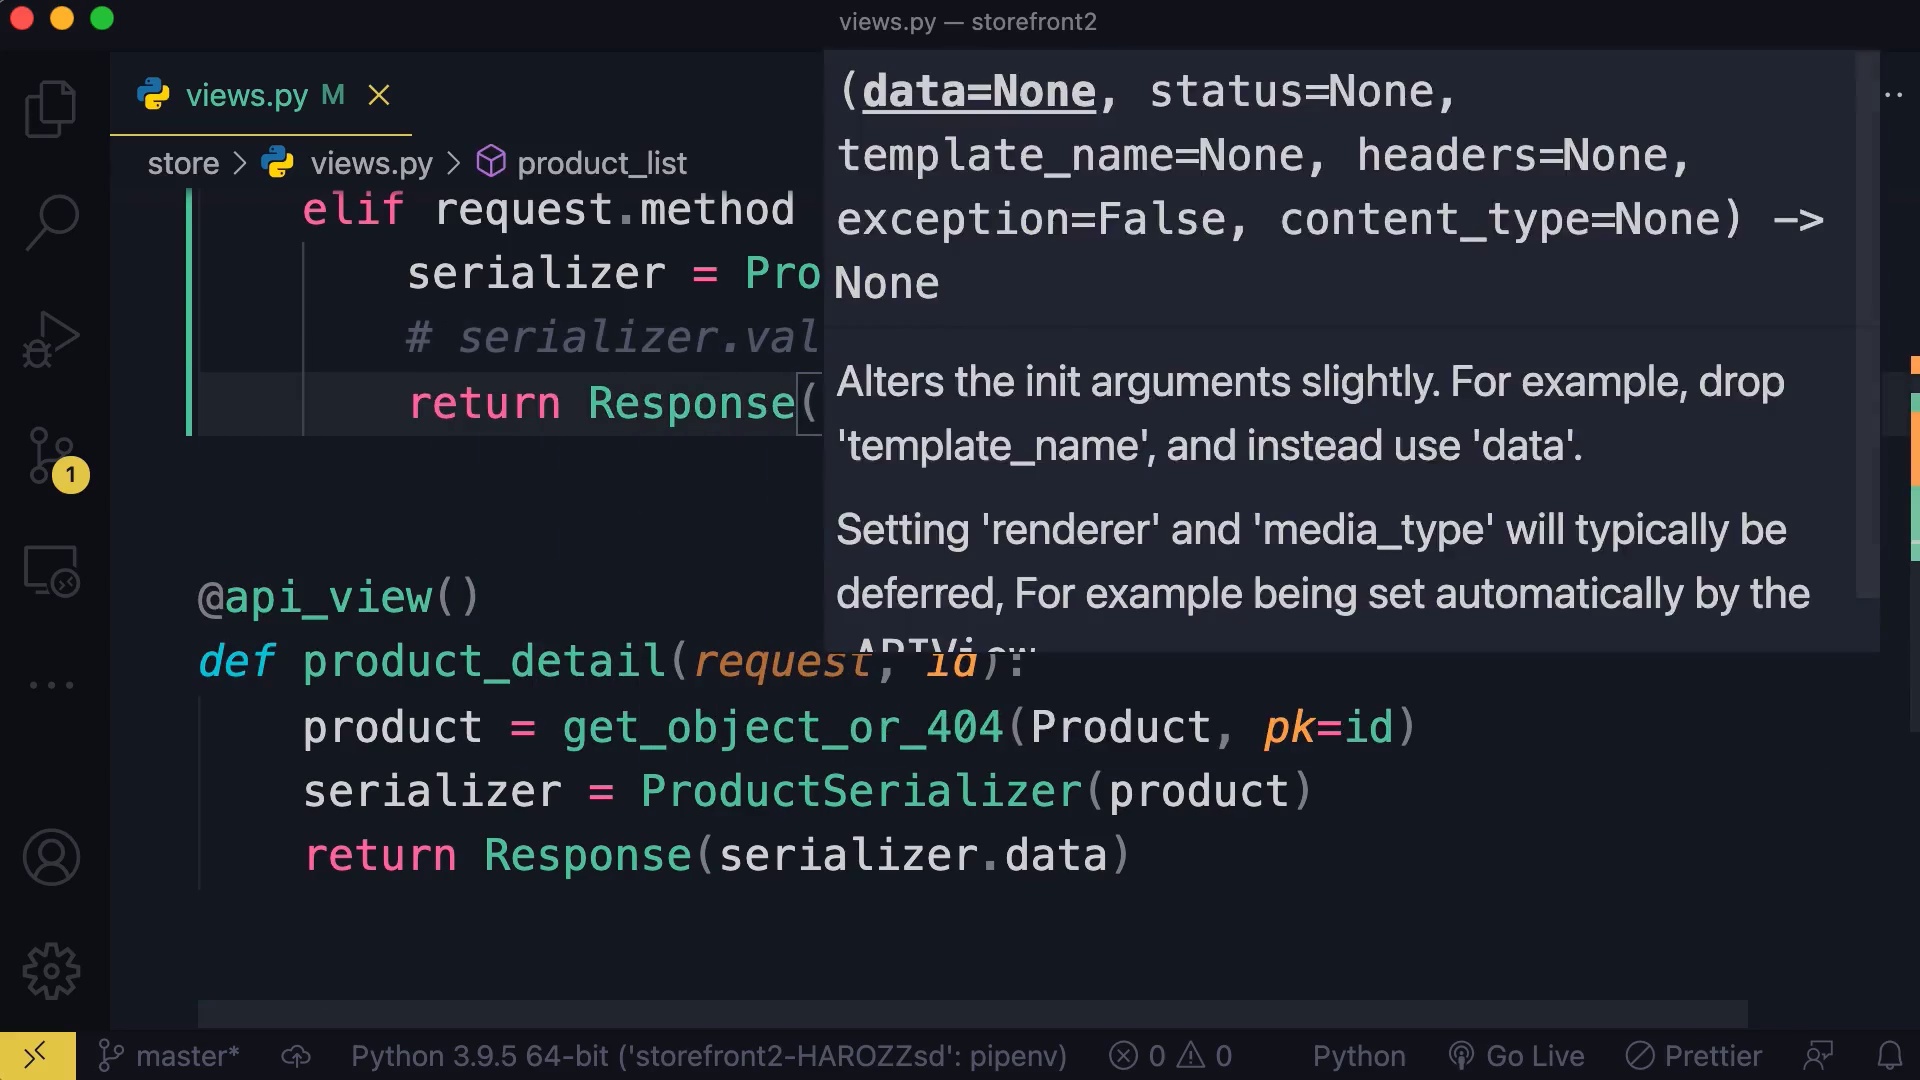 views.py — storefront2
views.py M
store > views.py > product_list
elif request.method
serializer = Pro
# serializer.val
return Response(
(data=None, status=None,
template_name=None, headers=None,
exception=False, content_type=None) ->
None
Alters the init arguments slightly. For example, drop
'template_name', and instead use 'data'.
Setting 'renderer' and 'media_type' will typically be
deferred, For example being set automatically by the
APIView
@api_view()
def product_detail(request, id):
product = get_object_or_404(Product, pk=id)
serializer = ProductSerializer(product)
return Response(serializer.data)
1
master* Python 3.9.5 64-bit ('storefront2-HAROZZsd': pipenv) 0 0 Python Go Live Prettier